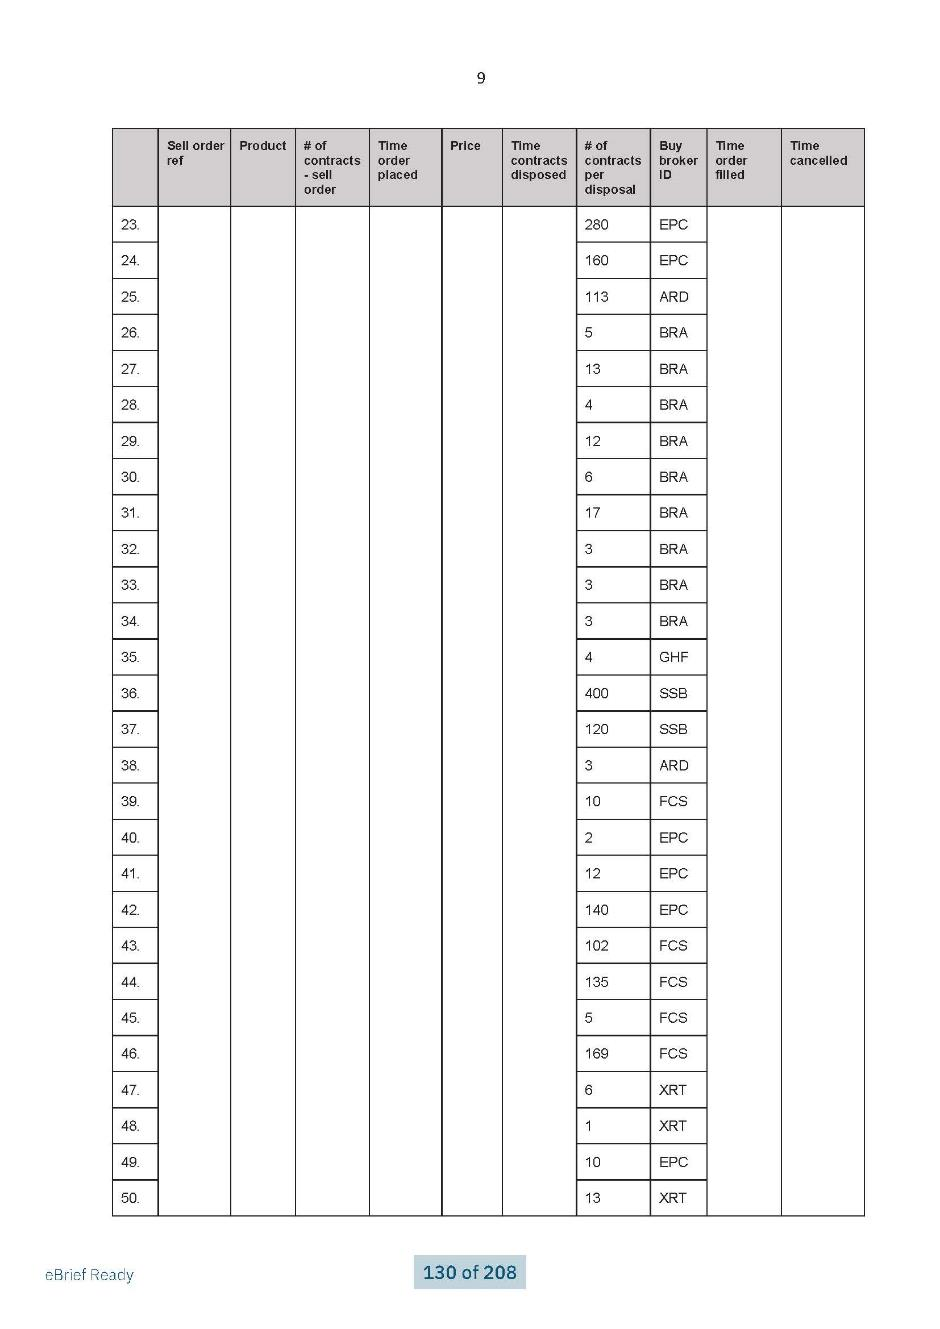 9
Sell order ref | Product | # of contracts - sell order | Time order placed | Price | Time contracts disposed | # of contracts per disposal | Buy broker ID | Time order filled | Time cancelled
23. 280 EPC
24. 160 EPC
25. 113 ARD
26. 5 BRA
27. 13 BRA
28. 4 BRA
29. 12 BRA
30. 6 BRA
31. 17 BRA
32. 3 BRA
33. 3 BRA
34. 3 BRA
35. 4 GHF
36. 400 SSB
37. 120 SSB
38. 3 ARD
39. 10 FCS
40. 2 EPC
41. 12 EPC
42. 140 EPC
43. 102 FCS
44. 135 FCS
45. 5 FCS
46. 169 FCS
47. 6 XRT
48. 1 XRT
49. 10 EPC
50. 13 XRT
eBrief Ready
130 of 208